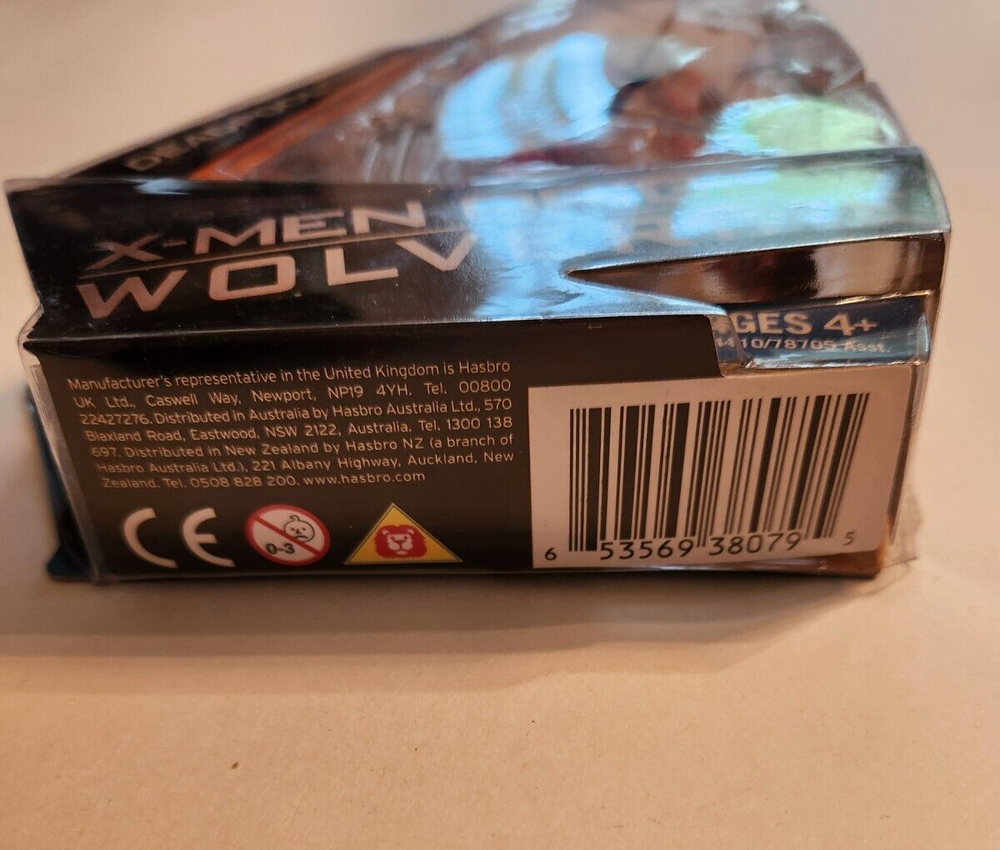 X-MEN
WOLV
GES 4+
10/78705 Asst.
Manufacturer's representative in the United Kingdom is Hasbro
UK Ltd., Caswell Way, Newport, NP19 4YH. Tel. 00800
22427276. Distributed in Australia by Hasbro Australia Ltd., 570
Blaxland Road, Eastwood, NSW 2122, Australia. Tel. 1300 138
697. Distributed in New Zealand by Hasbro NZ (a branch of
Hasbro Australia Ltd.), 221 Albany Highway, Auckland, New
Zealand. Tel. 0508 828 200. www.hasbro.com
CE
0-3
6 53569 38079 5